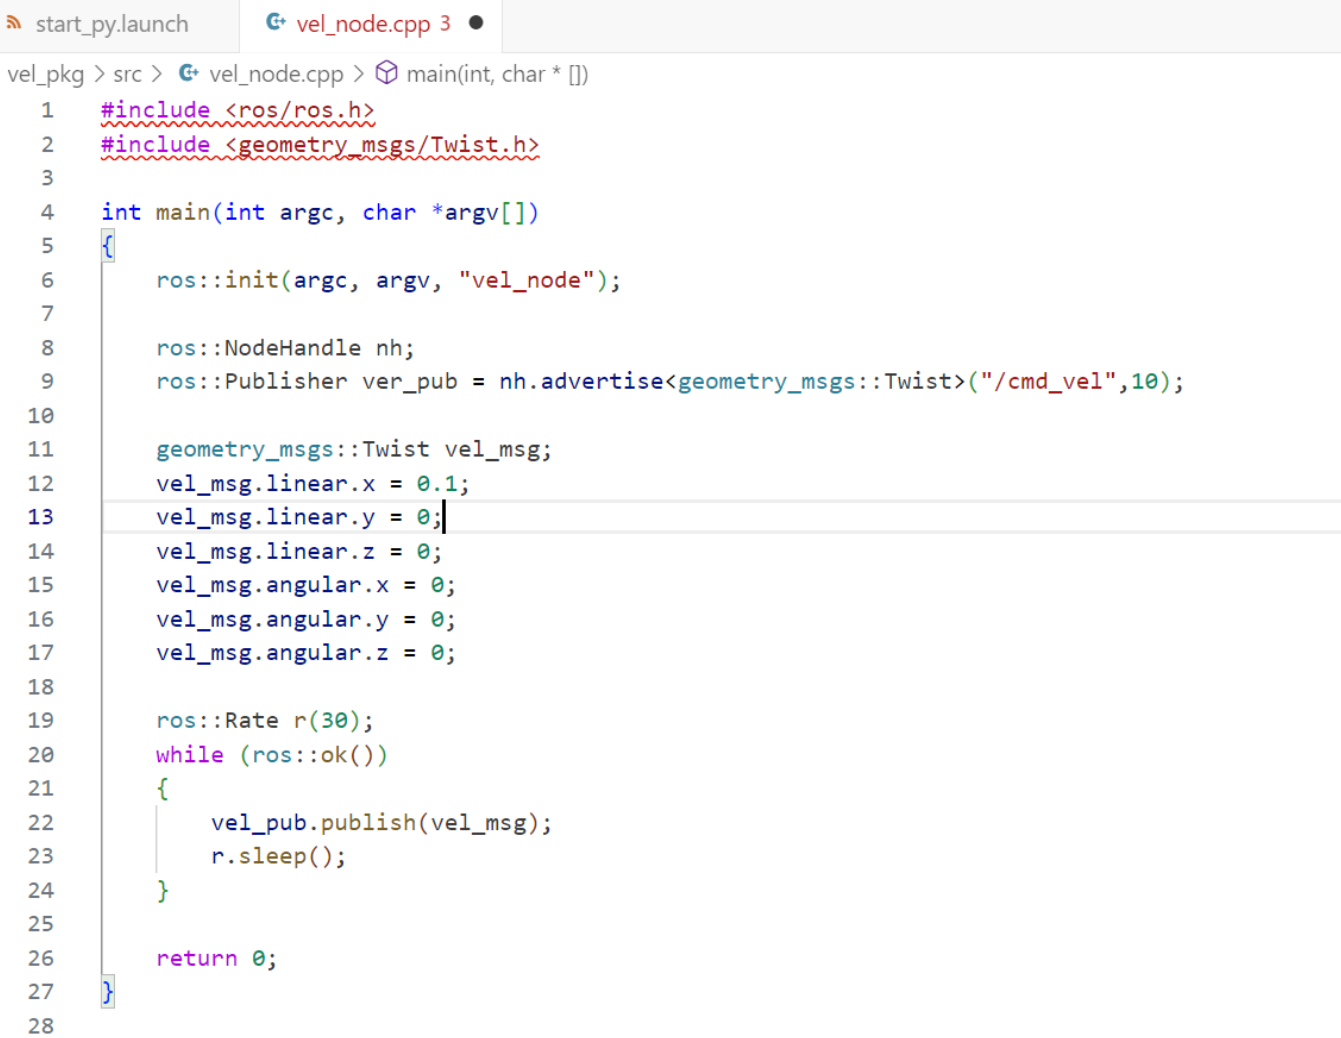 start_py.launch vel_node.cpp 3
vel_pkg > src > vel_node.cpp > main(int, char * [])
1 #include <ros/ros.h>
2 #include <geometry_msgs/Twist.h>
3
4 int main(int argc, char *argv[])
5 {
6     ros::init(argc, argv, "vel_node");
7
8     ros::NodeHandle nh;
9     ros::Publisher ver_pub = nh.advertise<geometry_msgs::Twist>("/cmd_vel",10);
10
11     geometry_msgs::Twist vel_msg;
12     vel_msg.linear.x = 0.1;
13     vel_msg.linear.y = 0;
14     vel_msg.linear.z = 0;
15     vel_msg.angular.x = 0;
16     vel_msg.angular.y = 0;
17     vel_msg.angular.z = 0;
18
19     ros::Rate r(30);
20     while (ros::ok())
21     {
22         vel_pub.publish(vel_msg);
23         r.sleep();
24     }
25
26     return 0;
27 }
28